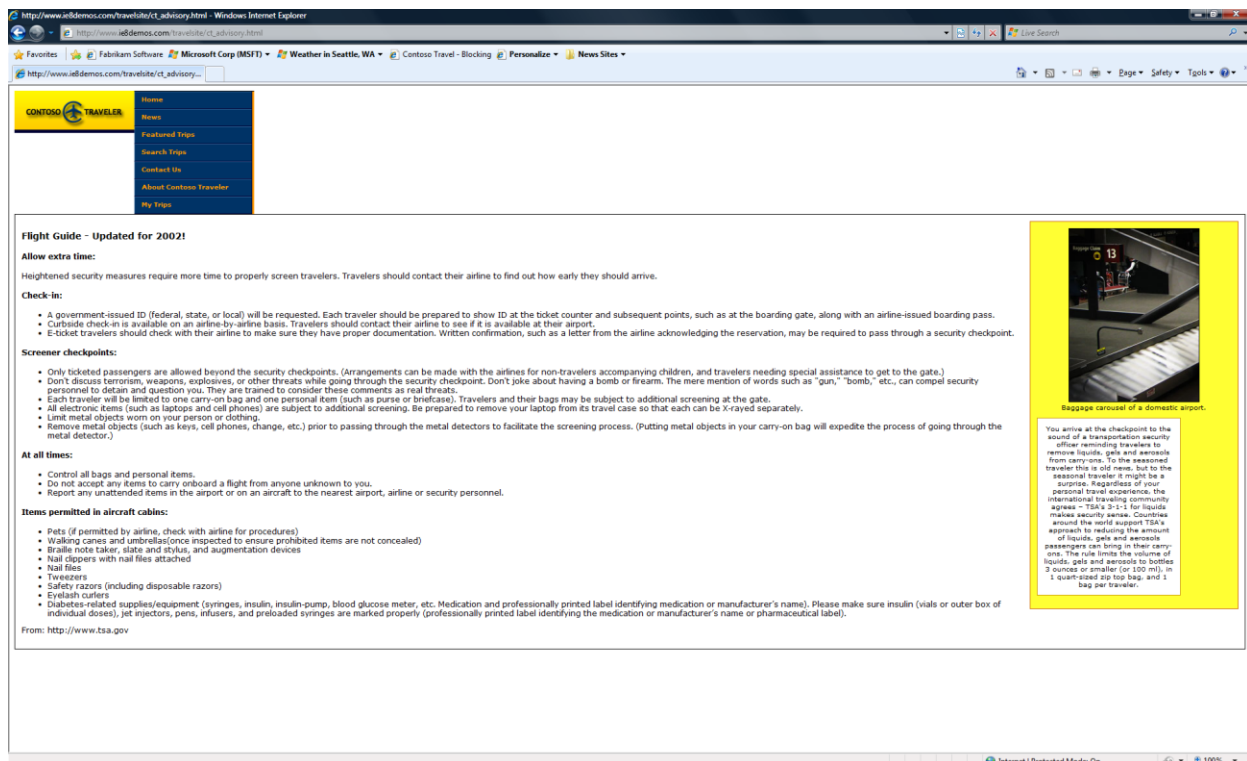 http://www.ie8demos.com/travelsite/ct_advisory.html - Windows Internet Explorer
http://www.ie8demos.com/travelsite/ct_advisory.html
Live Search
Favorites Fabrikam Software Microsoft Corp (MSFT) Weather in Seattle, WA Contoso Travel - Blocking Personalize News Sites
http://www.ie8demos.com/travelsite/ct_advisory...
Page Safety Tools
CONTOSO TRAVELER
Home
News
Featured Trips
Search Trips
Contact Us
About Contoso Traveler
My Trips
Flight Guide - Updated for 2002!
Allow extra time:
Heightened security measures require more time to properly screen travelers. Travelers should contact their airline to find out how early they should arrive.
Check-in:
• A government-issued ID (federal, state, or local) will be requested. Each traveler should be prepared to show ID at the ticket counter and subsequent points, such as at the boarding gate, along with an airline-issued boarding pass.
• Curbside check-in is available on an airline-by-airline basis. Travelers should contact their airline to see if it is available at their airport.
• E-ticket travelers should check with their airline to make sure they have proper documentation. Written confirmation, such as a letter from the airline acknowledging the reservation, may be required to pass through a security checkpoint.
Screener checkpoints:
• Only ticketed passengers are allowed beyond the security checkpoints. (Arrangements can be made with the airlines for non-travelers accompanying children, and travelers needing special assistance to get to the gate.)
• Don't discuss terrorism, weapons, explosives, or other threats while going through the security checkpoint. Don't joke about having a bomb or firearm. The mere mention of words such as "gun," "bomb," etc., can compel security
personnel to detain and question you. They are trained to consider these comments as real threats.
• Each traveler will be limited to one carry-on bag and one personal item (such as purse or briefcase). Travelers and their bags may be subject to additional screening at the gate.
• All electronic items (such as laptops and cell phones) are subject to additional screening. Be prepared to remove your laptop from its travel case so that each can be X-rayed separately.
• Limit metal objects worn on your person or clothing.
• Remove metal objects (such as keys, cell phones, change, etc.) prior to passing through the metal detectors to facilitate the screening process. (Putting metal objects in your carry-on bag will expedite the process of going through the
metal detector.)
At all times:
• Control all bags and personal items.
• Do not accept any items to carry onboard a flight from anyone unknown to you.
• Report any unattended items in the airport or on an aircraft to the nearest airport, airline or security personnel.
Items permitted in aircraft cabins:
• Pets (if permitted by airline, check with airline for procedures)
• Walking canes and umbrellas(once inspected to ensure prohibited items are not concealed)
• Braille note taker, slate and stylus, and augmentation devices
• Nail clippers with nail files attached
• Nail files
• Tweezers
• Safety razors (including disposable razors)
• Eyelash curlers
• Diabetes-related supplies/equipment (syringes, insulin, insulin-pump, blood glucose meter, etc. Medication and professionally printed label identifying medication or manufacturer's name). Please make sure insulin (vials or outer box of
individual doses), jet injectors, pens, infusers, and preloaded syringes are marked properly (professionally printed label identifying the medication or manufacturer's name or pharmaceutical label).
From: http://www.tsa.gov
13
Baggage carousel of a domestic airport.
You arrive at the checkpoint to the
sound of a transportation security
officer reminding travelers to
remove liquids, gels and aerosols
from carry-ons. To the seasoned
traveler this is old news, but to the
seasonal traveler it might be a
surprise. Regardless of your
personal travel experience, the
international traveling community
agrees – TSA's 3-1-1 for liquids
makes security sense. Countries
around the world support TSA's
approach to reducing the amount
of liquids, gels and aerosols
passengers can bring in their carry-
ons. The rule limits the volume of
liquids, gels and aerosols to bottles
3 ounces or smaller (or 100 ml), in
1 quart-sized zip top bag, and 1
bag per traveler.
Internet | Protected Mode: On
100%